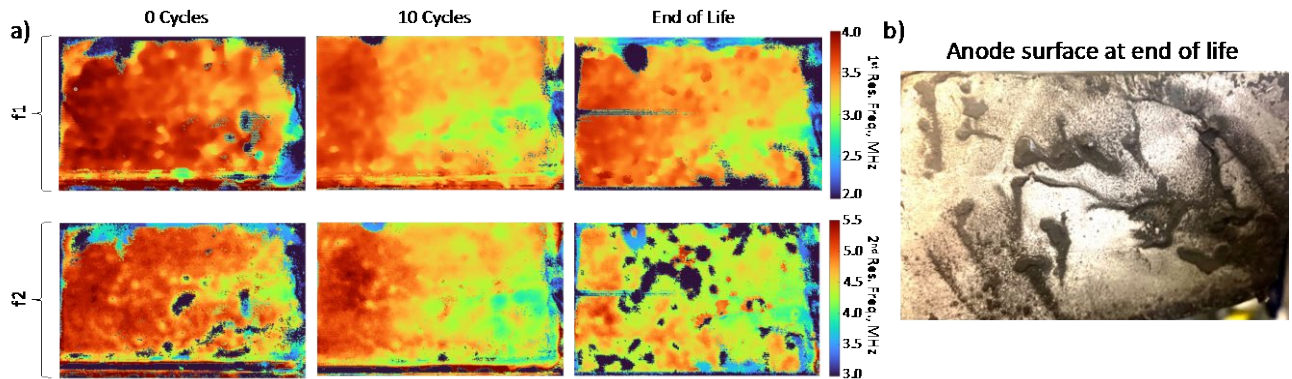 a)
0 Cycles
10 Cycles
End of Life
b)
Anode surface at end of life
f1
4.0
3.5
3.0
2.5
2.0
1st Res. Freq., MHz
f2
5.5
5.0
4.5
4.0
3.5
3.0
2nd Res. Freq., MHz